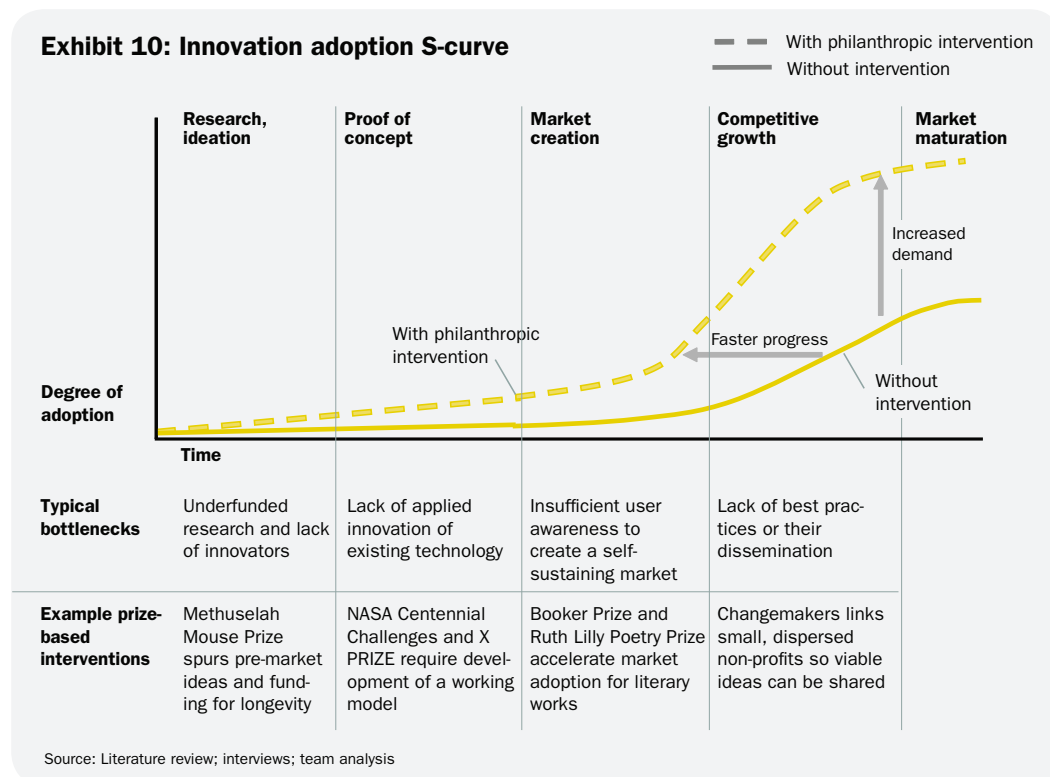 Exhibit 10: Innovation adoption S-curve
With philanthropic intervention
Without intervention
Research,
ideation
Proof of
concept
Market
creation
Competitive
growth
Market
maturation
Increased
demand
With philanthropic
intervention
Faster progress
Without
intervention
Degree of
adoption
Time
Typical
bottlenecks
Underfunded
research and lack
of innovators
Lack of applied
innovation of
existing technology
Insufficient user
awareness to
create a self-
sustaining market
Lack of best prac-
tices or their
dissemination
Example prize-
based
interventions
Methuselah
Mouse Prize
spurs pre-market
ideas and fund-
ing for longevity
NASA Centennial
Challenges and X
PRIZE require devel-
opment of a working
model
Booker Prize and
Ruth Lilly Poetry Prize
accelerate market
adoption for literary
works
Changemakers links
small, dispersed
non-profits so viable
ideas can be shared
Source: Literature review; interviews; team analysis